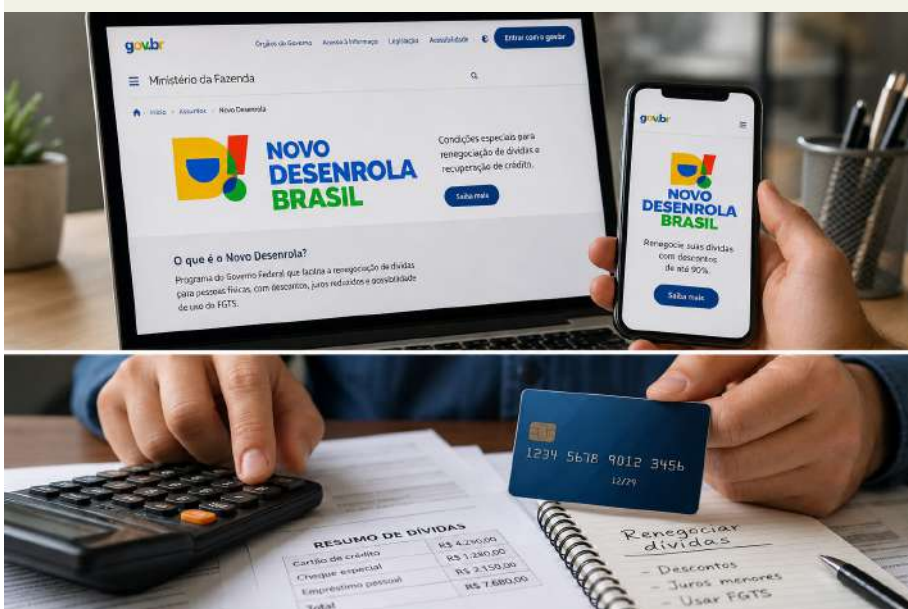 gov.br
Órgãos do Governo Acesso à Informação Legislação Acessibilidade Entrar com o gov.br
Ministério da Fazenda
Início > Assuntos > Novo Desenrola
NOVO
DESENROLA
BRASIL
Condições especiais para
renegociação de dívidas e
recuperação de crédito.
Saiba mais
O que é o Novo Desenrola?
Programa do Governo Federal que facilita a renegociação de dívidas
para pessoas físicas, com descontos, juros reduzidos e possibilidade
de uso do FGTS.
gov.br
NOVO
DESENROLA
BRASIL
Renegocie suas dívidas
com descontos
de até 90%.
Saiba mais
1234 5678 9012 3456
12/29
RESUMO DE DÍVIDAS
Cartão de crédito R$ 4.250,00
Cheque especial R$ 1.280,00
Empréstimo pessoal R$ 2.150,00
Total R$ 7.680,00
Renegociar
dívidas
- Descontos
- Juros menores
- Usar FGTS